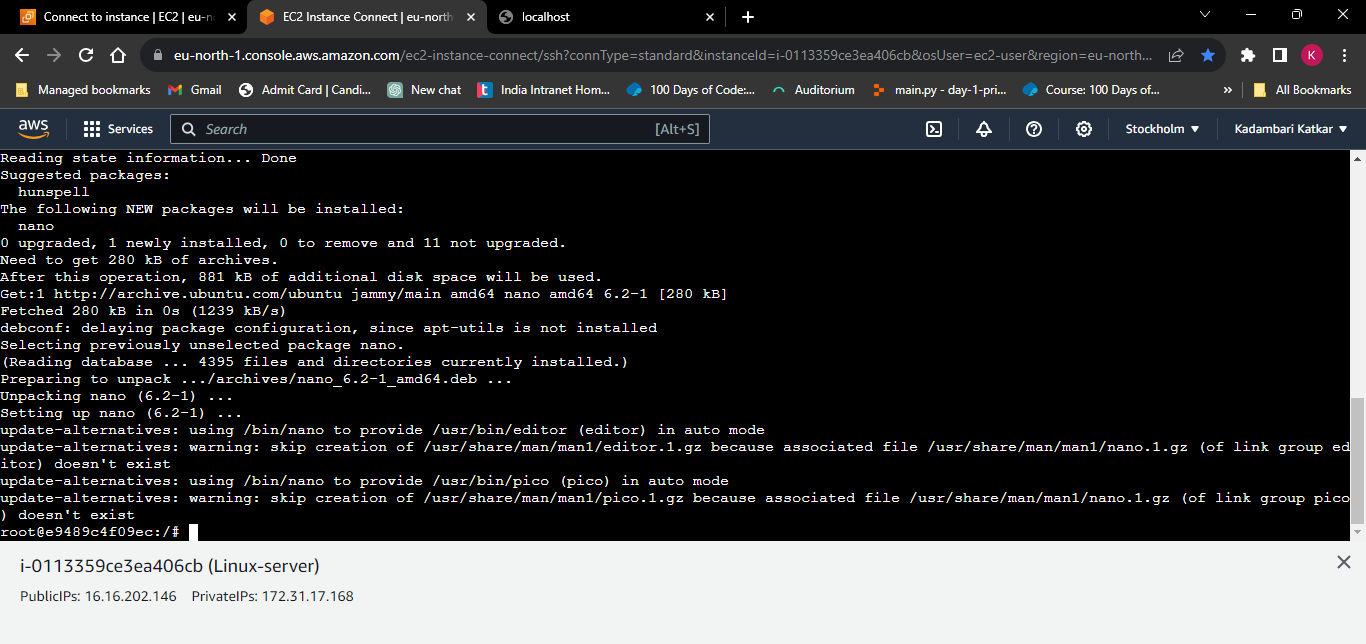 Connect to instance | EC2 | eu-n
EC2 Instance Connect | eu-north
localhost
eu-north-1.console.aws.amazon.com/ec2-instance-connect/ssh?connType=standard&instanceId=i-0113359ce3ea406cb&osUser=ec2-user&region=eu-north...
K
Managed bookmarks
Gmail
Admit Card | Candi...
New chat
India Intranet Hom...
100 Days of Code:...
Auditorium
main.py - day-1-pri...
Course: 100 Days of...
»
All Bookmarks
aws
Services
Search
[Alt+S]
Stockholm
Kadambari Katkar
Reading state information... Done
Suggested packages:
hunspell
The following NEW packages will be installed:
nano
0 upgraded, 1 newly installed, 0 to remove and 11 not upgraded.
Need to get 280 kB of archives.
After this operation, 881 kB of additional disk space will be used.
Get:1 http://archive.ubuntu.com/ubuntu jammy/main amd64 nano amd64 6.2-1 [280 kB]
Fetched 280 kB in 0s (1239 kB/s)
debconf: delaying package configuration, since apt-utils is not installed
Selecting previously unselected package nano.
(Reading database ... 4395 files and directories currently installed.)
Preparing to unpack .../archives/nano_6.2-1_amd64.deb ...
Unpacking nano (6.2-1) ...
Setting up nano (6.2-1) ...
update-alternatives: using /bin/nano to provide /usr/bin/editor (editor) in auto mode
update-alternatives: warning: skip creation of /usr/share/man/man1/editor.1.gz because associated file /usr/share/man/man1/nano.1.gz (of link group ed
itor) doesn't exist
update-alternatives: using /bin/nano to provide /usr/bin/pico (pico) in auto mode
update-alternatives: warning: skip creation of /usr/share/man/man1/pico.1.gz because associated file /usr/share/man/man1/nano.1.gz (of link group pico
) doesn't exist
root@e9489c4f09ec:/#
i-0113359ce3ea406cb (Linux-server)
PublicIPs: 16.16.202.146 PrivateIPs: 172.31.17.168